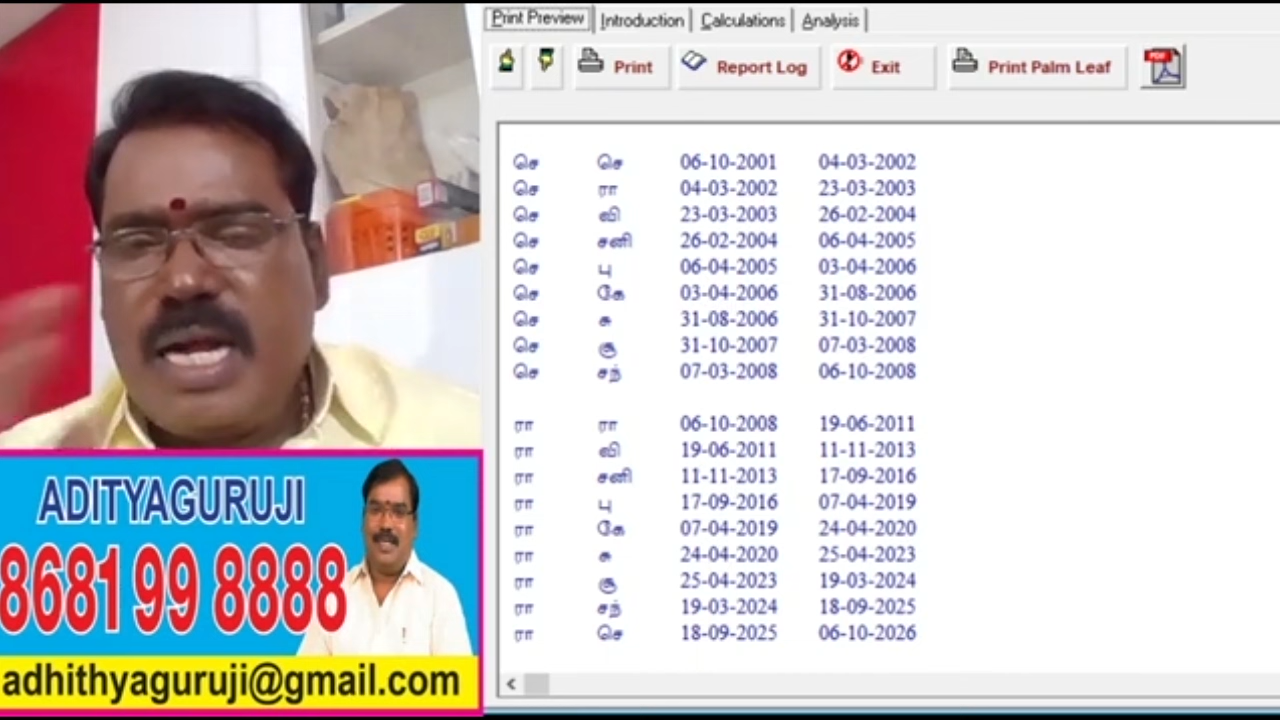 Print Preview Introduction Calculations Analysis
Print Report Log Exit Print Palm Leaf PDF
செ செ 06-10-2001 04-03-2002
செ ரா 04-03-2002 23-03-2003
செ வி 23-03-2003 26-02-2004
செ சனி 26-02-2004 06-04-2005
செ பு 06-04-2005 03-04-2006
செ கே 03-04-2006 31-08-2006
செ சு 31-08-2006 31-10-2007
செ சூ 31-10-2007 07-03-2008
செ சந் 07-03-2008 06-10-2008
ரா ரா 06-10-2008 19-06-2011
ரா வி 19-06-2011 11-11-2013
ரா சனி 11-11-2013 17-09-2016
ரா பு 17-09-2016 07-04-2019
ரா கே 07-04-2019 24-04-2020
ரா சு 24-04-2020 25-04-2023
ரா சூ 25-04-2023 19-03-2024
ரா சந் 19-03-2024 18-09-2025
ரா செ 18-09-2025 06-10-2026
ADITYAGURUJI
868199 8888
adhithyaguruji@gmail.com